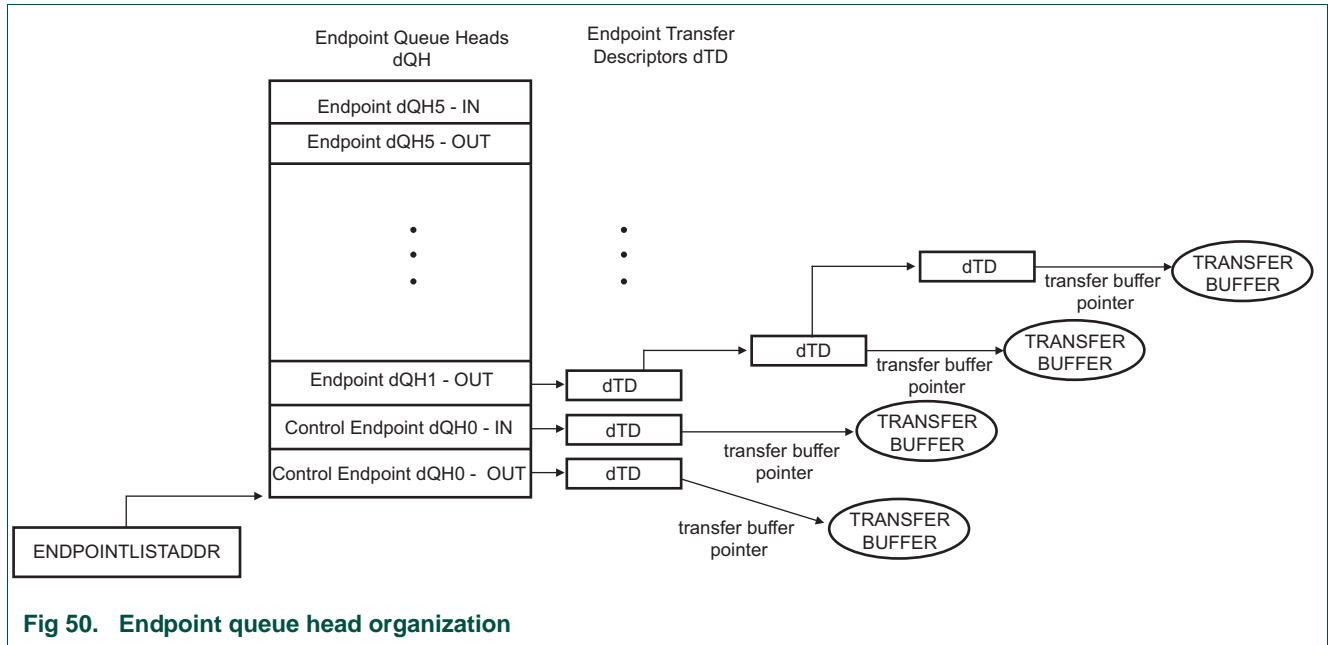 Endpoint Queue Heads
dQH
Endpoint Transfer
Descriptors dTD
Endpoint dQH5 - IN
Endpoint dQH5 - OUT
dTD
transfer buffer
pointer
TRANSFER
BUFFER
dTD
transfer buffer
pointer
TRANSFER
BUFFER
Endpoint dQH1 - OUT
dTD
Control Endpoint dQH0 - IN
dTD
transfer buffer
pointer
TRANSFER
BUFFER
Control Endpoint dQH0 - OUT
dTD
transfer buffer
pointer
TRANSFER
BUFFER
ENDPOINTLISTADDR
Fig 50. Endpoint queue head organization